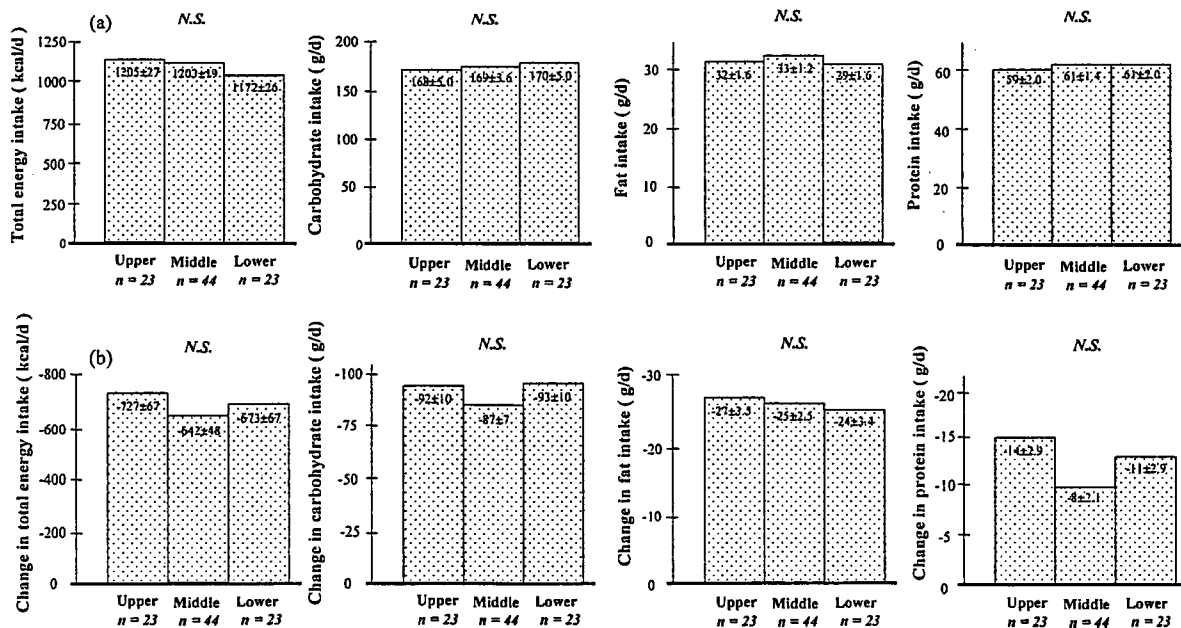 (a)
N.S.
Total energy intake ( kcal/d )
1250
1000
750
500
250
0
1205±27
1203±19
1172±26
Upper Middle Lower
n = 23 n = 44 n = 23
N.S.
Carbohydrate intake ( g/d )
200
150
100
50
0
168±5.0
169±3.6
170±5.0
Upper Middle Lower
n = 23 n = 44 n = 23
N.S.
Fat intake ( g/d )
30
20
10
0
32±1.6
33±1.2
29±1.6
Upper Middle Lower
n = 23 n = 44 n = 23
N.S.
Protein intake ( g/d )
60
40
20
0
59±2.0
61±1.4
61±2.0
Upper Middle Lower
n = 23 n = 44 n = 23
(b)
N.S.
Change in total energy intake ( kcal/d )
-800
-600
-400
-200
0
-727±67
-642±48
-673±67
Upper Middle Lower
n = 23 n = 44 n = 23
N.S.
Change in carbohydrate intake ( g/d )
-100
-75
-50
-25
0
-92±10
-87±7
-93±10
Upper Middle Lower
n = 23 n = 44 n = 23
N.S.
Change in fat intake ( g/d )
-30
-20
-10
0
-27±3.5
-25±2.5
-24±3.4
Upper Middle Lower
n = 23 n = 44 n = 23
N.S.
Change in protein intake ( g/d )
-20
-15
-10
-5
0
-14±2.9
-8±2.1
-11±2.9
Upper Middle Lower
n = 23 n = 44 n = 23